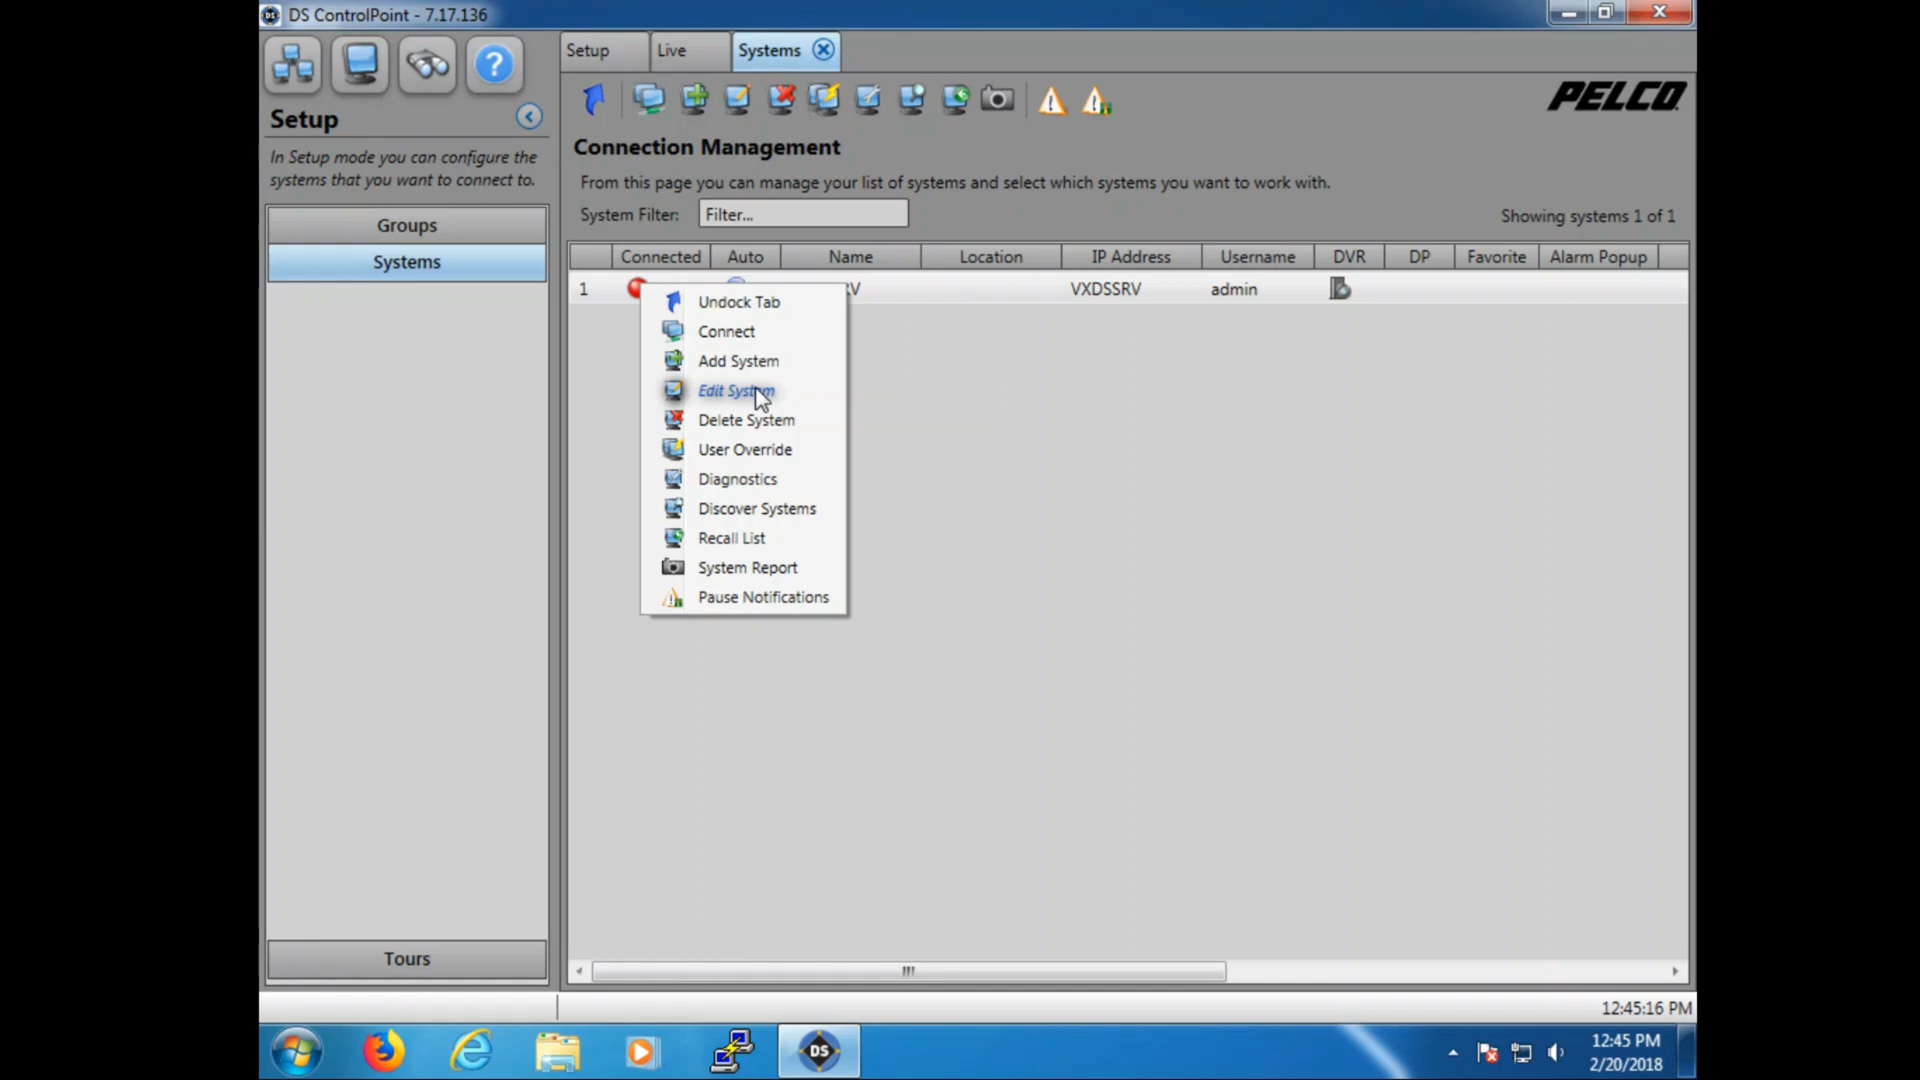 DS ControlPoint - 7.17.136
Setup
Live
Systems
PELCO
Setup
In Setup mode you can configure the
systems that you want to connect to.
Groups
Systems
Tours
Connection Management
From this page you can manage your list of systems and select which systems you want to work with.
System Filter:
Filter...
Showing systems 1 of 1
Connected Auto Name Location IP Address Username DVR DP Favorite Alarm Popup
1 RV VXDSSRV admin
Undock Tab
Connect
Add System
Edit System
Delete System
User Override
Diagnostics
Discover Systems
Recall List
System Report
Pause Notifications
12:45:16 PM
DS
12:45 PM
2/20/2018